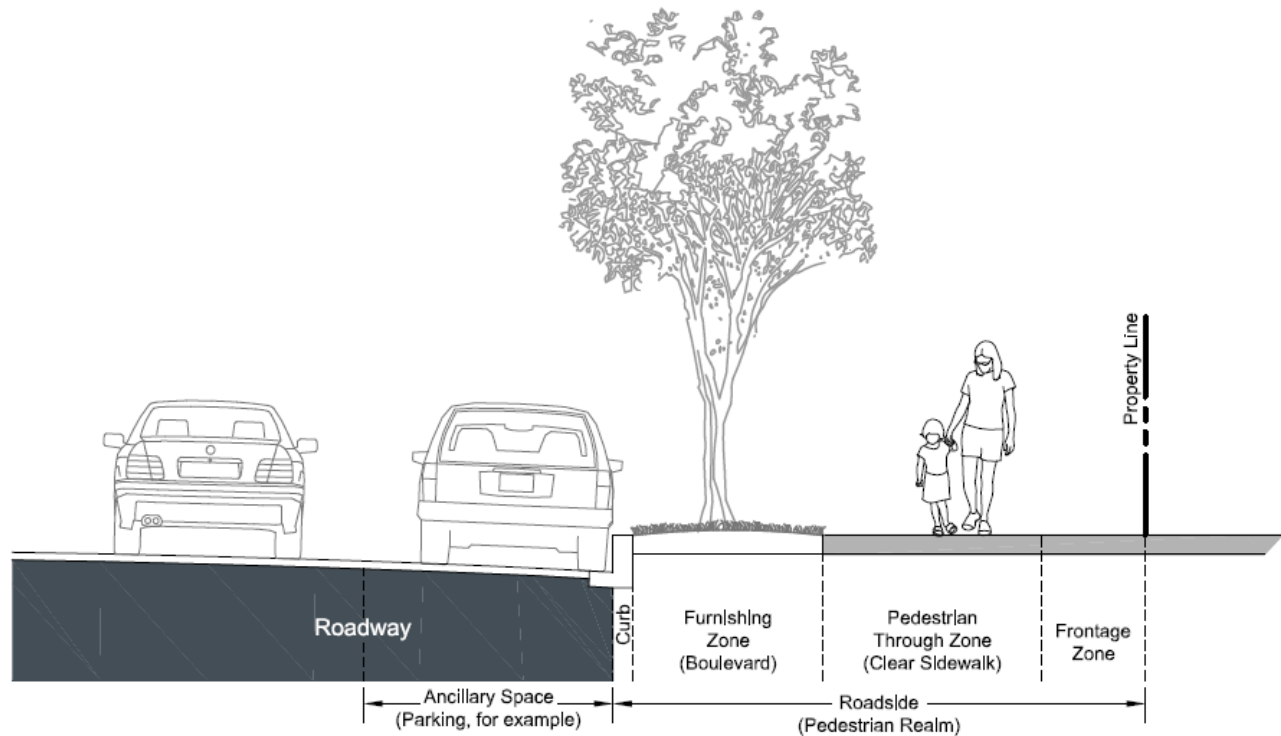 Property Line
Roadway
Curb
Furnishing
Zone
(Boulevard)
Pedestrian
Through Zone
(Clear Sidewalk)
Frontage
Zone
Ancillary Space
(Parking, for example)
Roadside
(Pedestrian Realm)